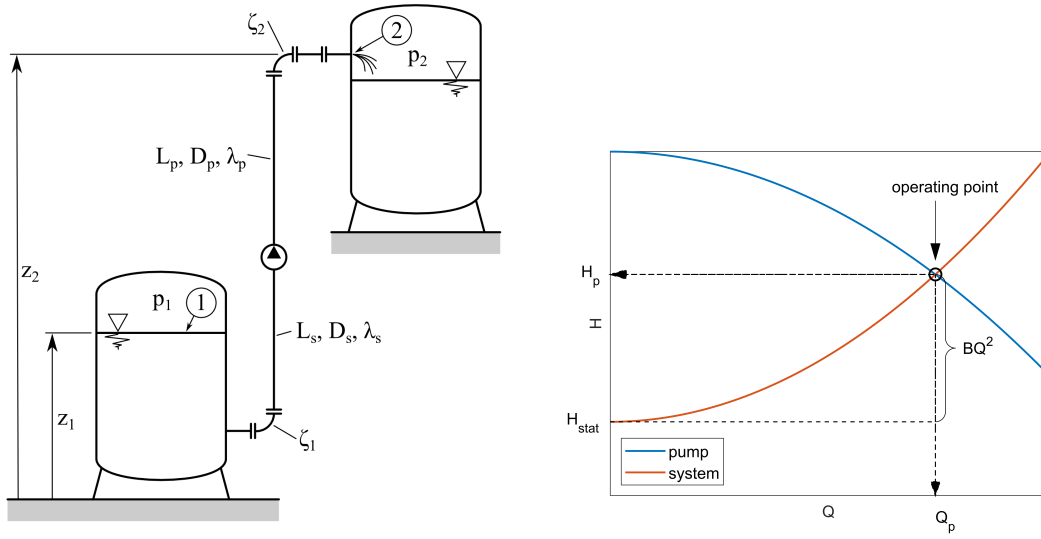 ζ₂
2
p₂
Lₚ, Dₚ, λₚ
z₂
p₁
1
Lₛ, Dₛ, λₛ
z₁
ζ₁
operating point
Hₚ
H
BQ²
H_stat
pump
system
Q
Qₚ